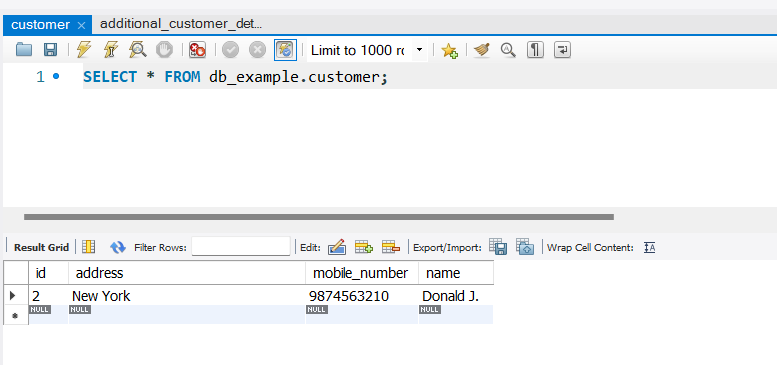 customer × additional_customer_det...
Limit to 1000 rc
1 SELECT * FROM db_example.customer;
Result Grid Filter Rows: Edit: Export/Import: Wrap Cell Content:
id address mobile_number name
2 New York 9874563210 Donald J.
NULL NULL NULL NULL